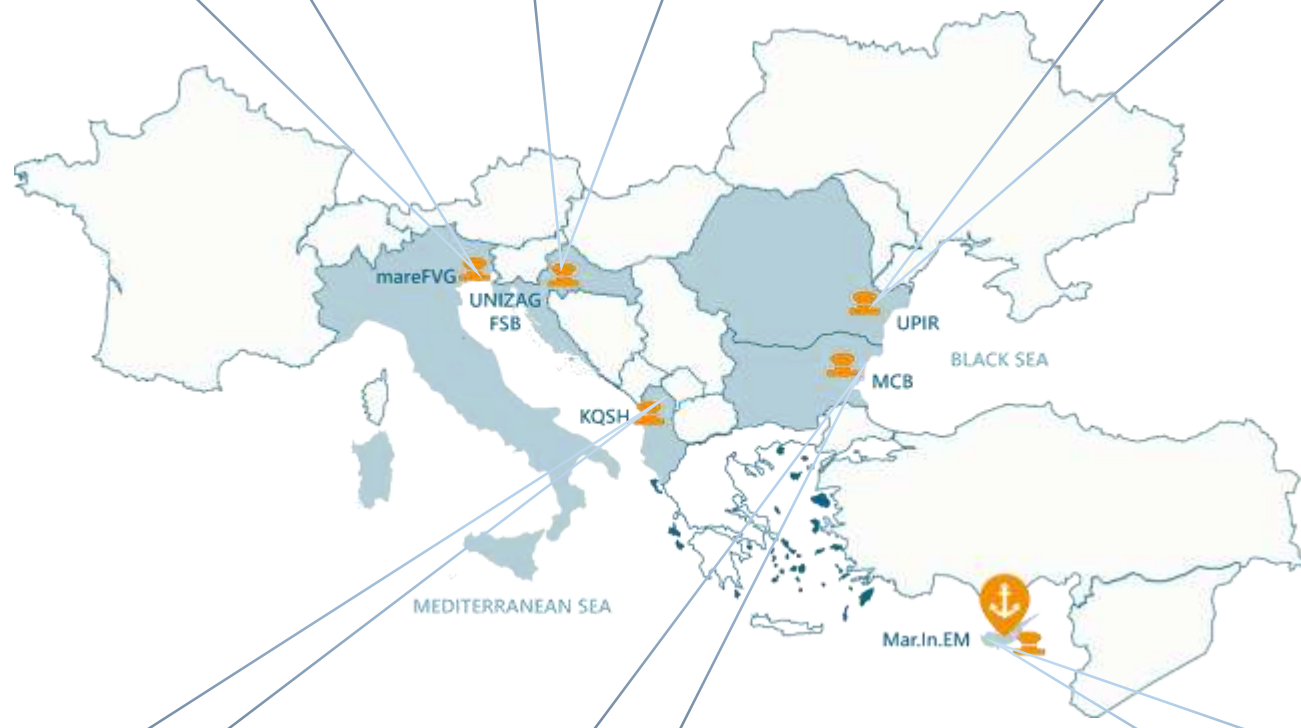 mareFVG
UNIZAG
FSB
UPIR
BLACK SEA
MCB
KQSH
MEDITERRANEAN SEA
Mar.In.EM